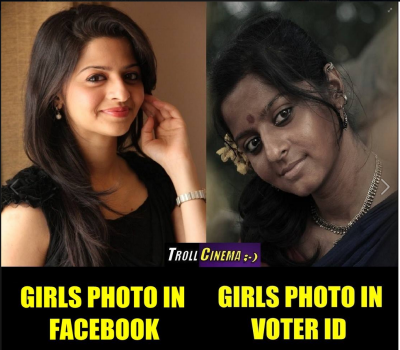 TROLL CINEMA ;-)
GIRLS PHOTO IN
FACEBOOK
GIRLS PHOTO IN
VOTER ID